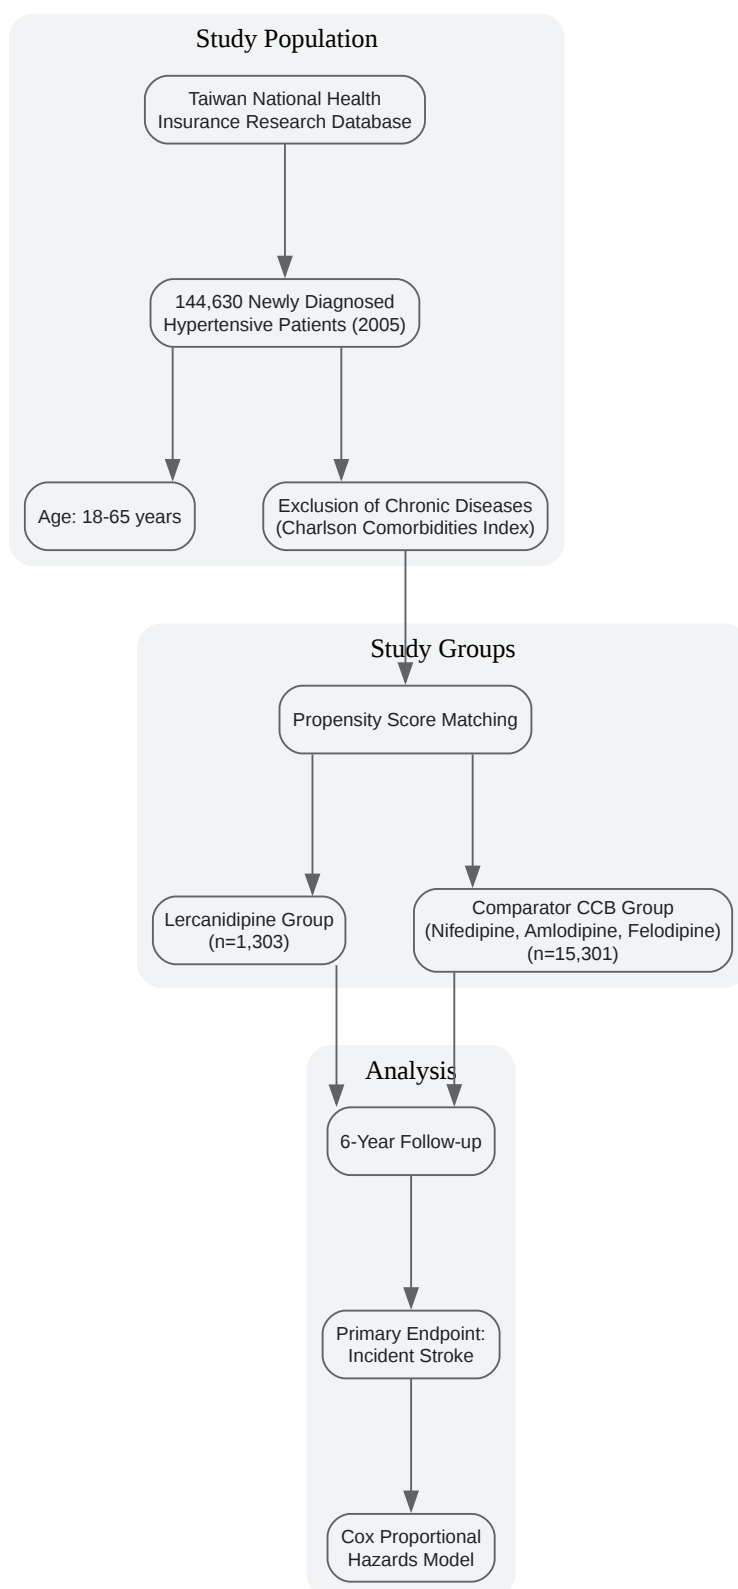 Study Population
Taiwan National Health
Insurance Research Database
144,630 Newly Diagnosed
Hypertensive Patients (2005)
Age: 18-65 years
Exclusion of Chronic Diseases
(Charlson Comorbidities Index)
Study Groups
Propensity Score Matching
Lercanidipine Group
(n=1,303)
Comparator CCB Group
(Nifedipine, Amlodipine, Felodipine)
(n=15,301)
Analysis
6-Year Follow-up
Primary Endpoint:
Incident Stroke
Cox Proportional
Hazards Model